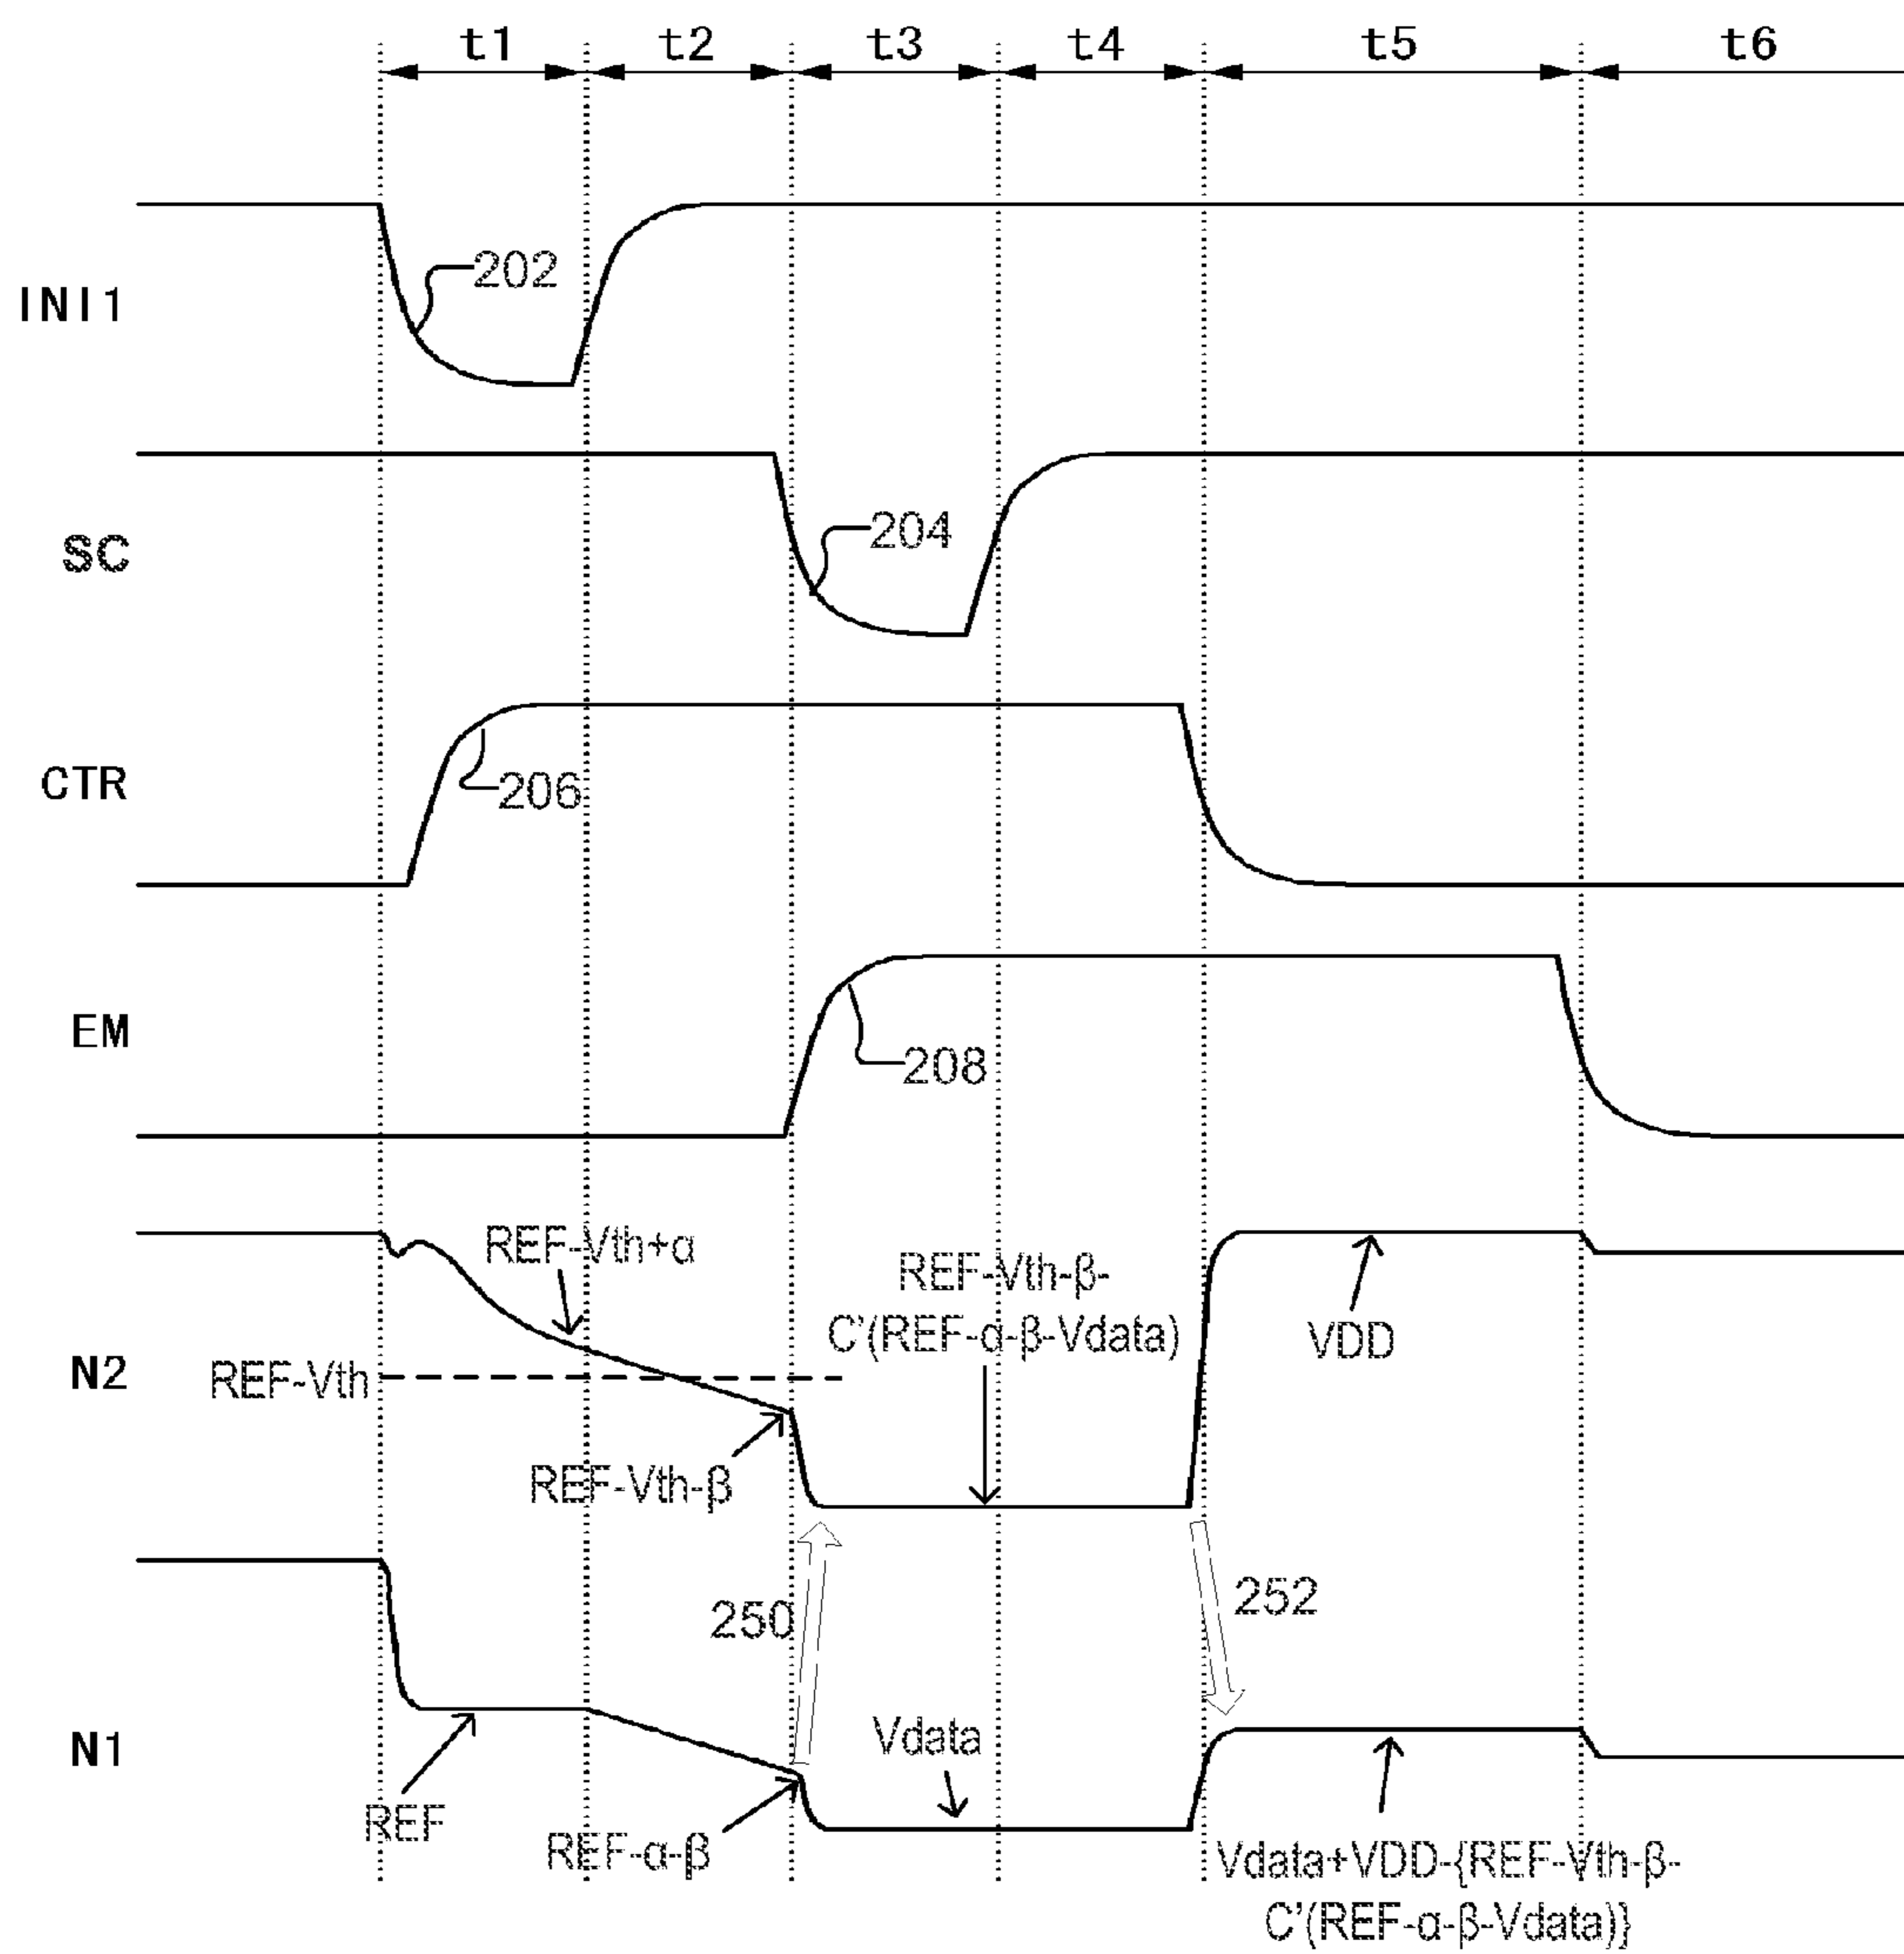 t1 t2 t3 t4 t5 t6
INI1
202
SC
204
CTR
206
EM
208
N2
REF-Vth+α
REF-Vth
REF-Vth-β
REF-Vth-β-
C'(REF-α-β-Vdata)
VDD
250
252
N1
REF
REF-α-β
Vdata
Vdata+VDD-{REF-Vth-β-
C'(REF-α-β-Vdata)}